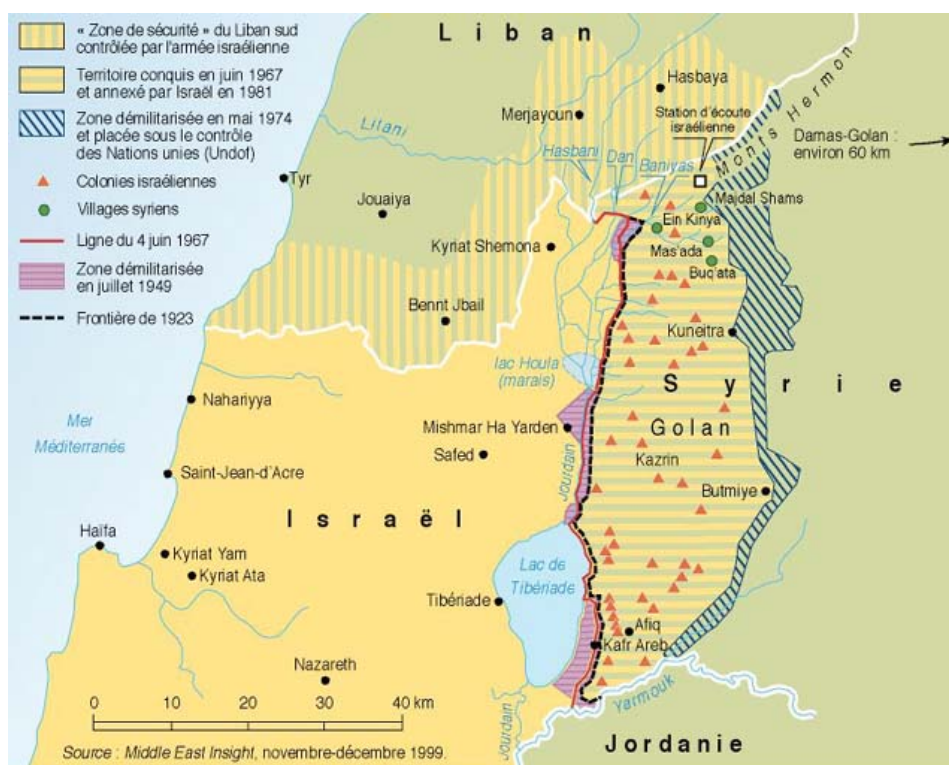 « Zone de sécurité » du Liban sud
contrôlée par l'armée israélienne
Territoire conquis en juin 1967
et annexé par Israël en 1981
Zone démilitarisée en mai 1974
et placée sous le contrôle
des Nations unies (Undof)
Colonies israéliennes
Villages syriens
Ligne du 4 juin 1967
Zone démilitarisée
en juillet 1949
Frontière de 1923
Liban
Hasbaya
Merjayoun
Station d'écoute
israélienne
Monts Hermon
Damas-Golan :
environ 60 km
Litani
Hasbani
Dan
Baniyas
Tyr
Jouaiya
Majdal Shams
Ein Kinya
Kyriat Shemona
Mas'ada
Buq'ata
Bennt Jbail
Kuneitra
lac Houla
(marais)
Syrie
Nahariyya
Mer
Méditerranée
Mishmar Ha Yarden
Golan
Safed
Kazrin
Jourdain
Saint-Jean-d'Acre
Butmiye
Israël
Haïfa
Kyriat Yam
Kyriat Ata
Lac de
Tibériade
Tibériade
Afiq
Kafr Areb
Nazareth
Yarmouk
Jourdain
0 10 20 30 40 km
Jordanie
Source : Middle East Insight, novembre-décembre 1999.